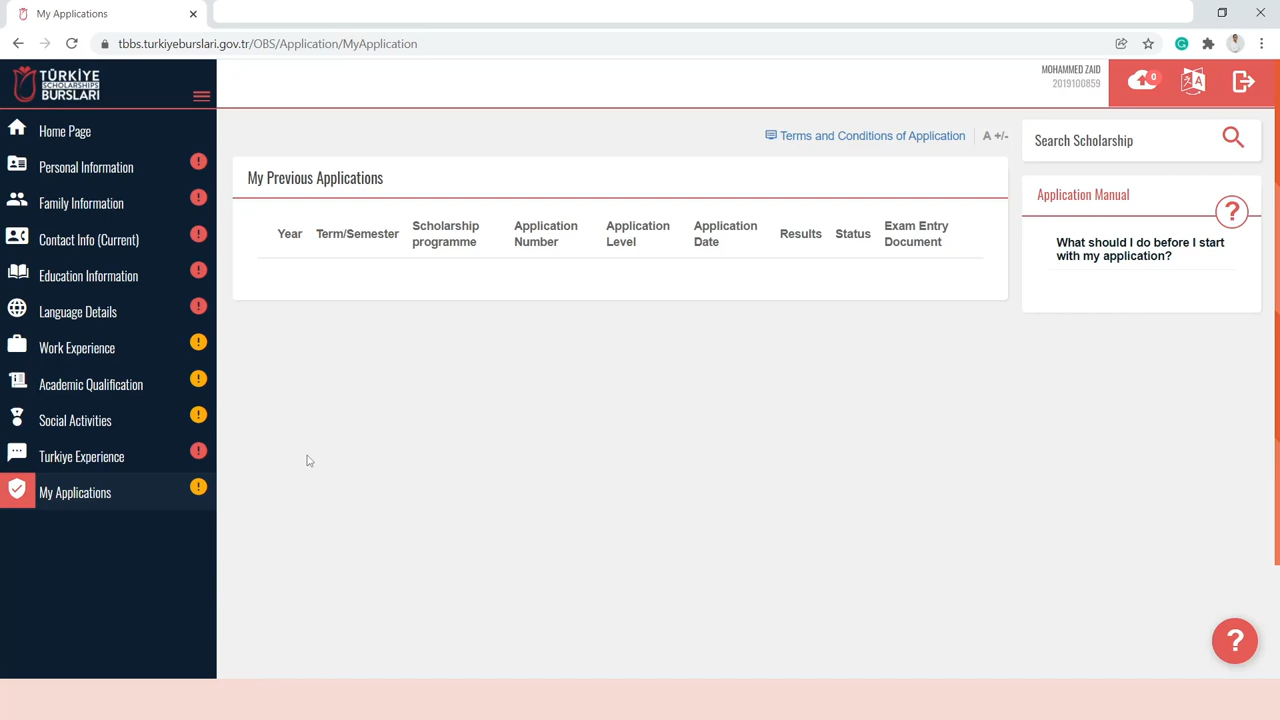 My Applications
tbbs.turkiyeburslari.gov.tr/OBS/Application/MyApplication
TÜRKİYE
SCHOLARSHIPS
BURSLARI
MOHAMMED ZAID
2019100859
0
Home Page
Personal Information
Family Information
Contact Info (Current)
Education Information
Language Details
Work Experience
Academic Qualification
Social Activities
Turkiye Experience
My Applications
Terms and Conditions of Application
A +/-
My Previous Applications
Year Term/Semester Scholarship programme Application Number Application Level Application Date Results Status Exam Entry Document
Search Scholarship
Application Manual
?
What should I do before I start
with my application?
?